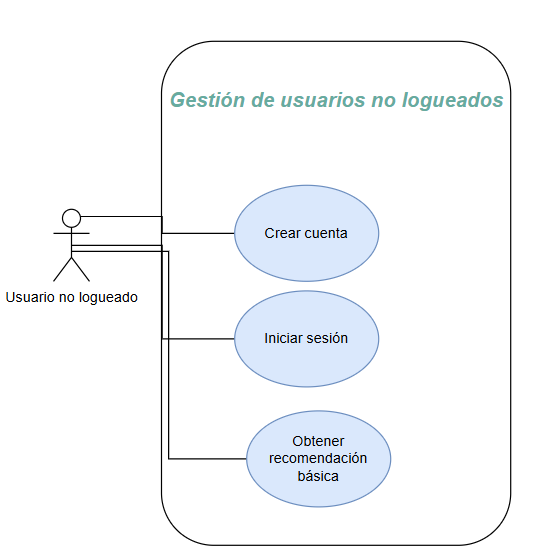 Gestión de usuarios no logueados
Crear cuenta
Usuario no logueado
Iniciar sesión
Obtener
recomendación
básica